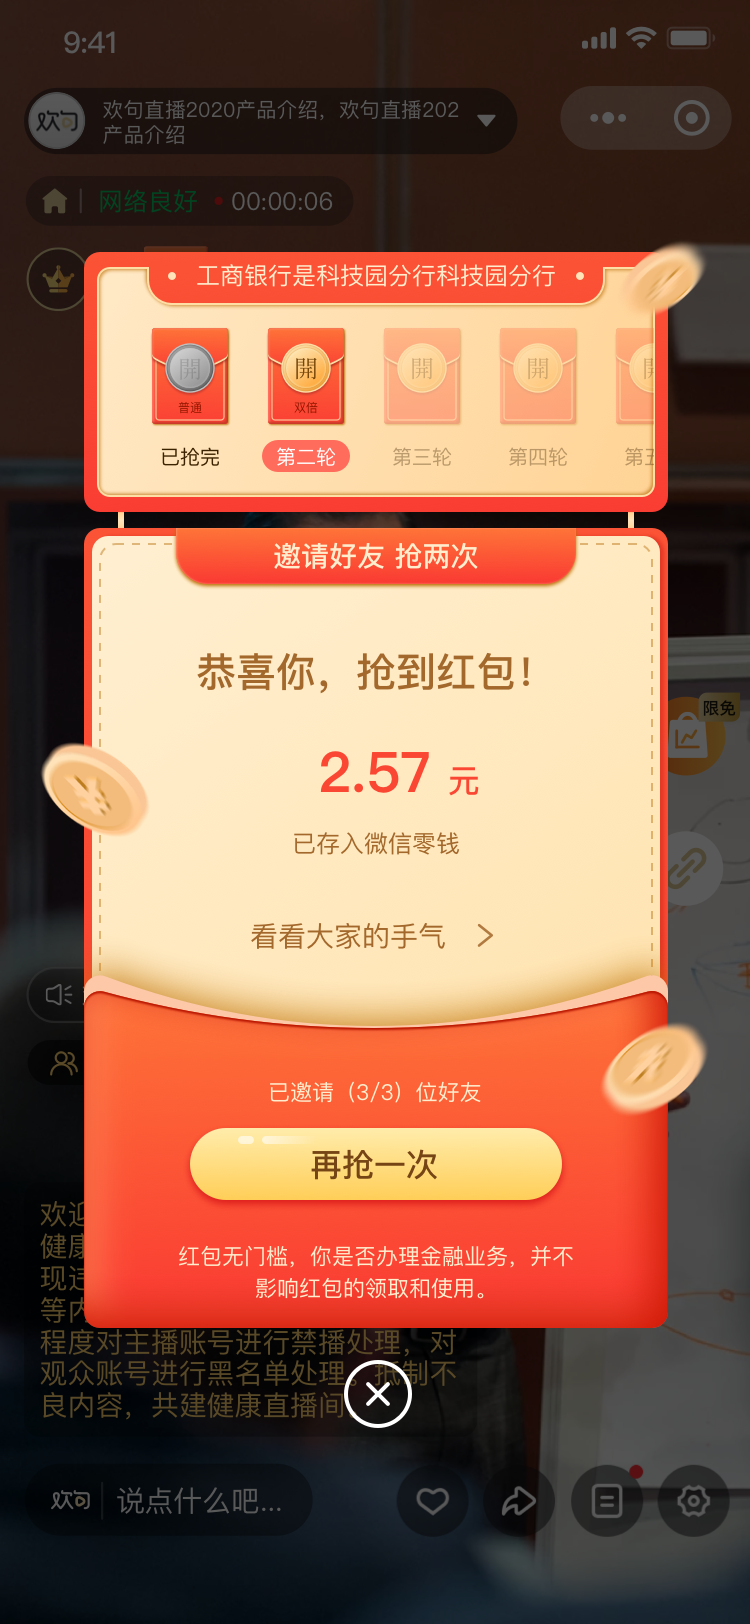 9:41
欢句
欢句直播2020产品介绍，欢句直播202
产品介绍
网络良好
00:00:06
工商银行是科技园分行科技园分行
開
開
開
開
普通
双倍
已抢完
第二轮
第三轮
第四轮
第五
邀请好友 抢两次
恭喜你，抢到红包！
2.57 元
限免
已存入微信零钱
看看大家的手气
已邀请（3/3）位好友
再抢一次
红包无门槛，你是否办理金融业务，并不
影响红包的领取和使用。
欢迎
健康
现违
等内
程度对主播账号进行禁播处理，对
观众账号进行黑名单处理。抵制不
良内容，共建健康直播间
欢句
说点什么吧...